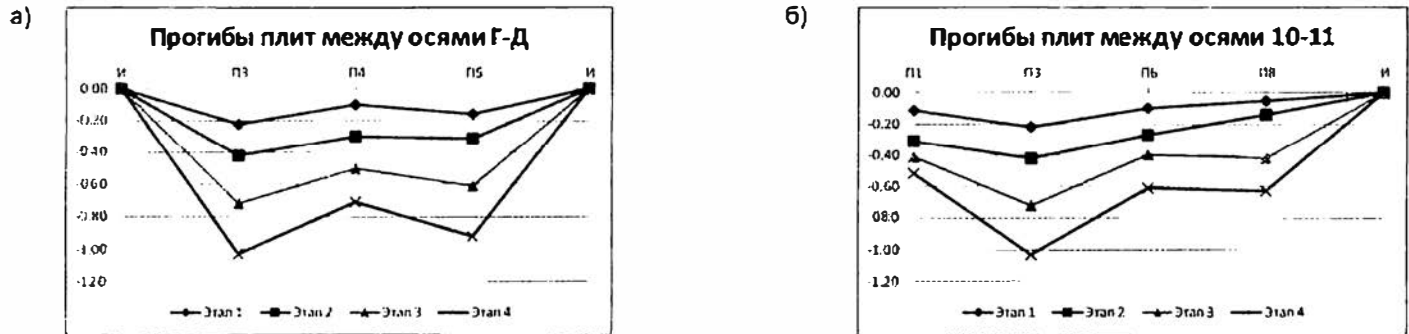 а)
Прогибы плит между осями Г-Д
И П3 П4 П5 И
0.00
-0.20
-0.40
-0.60
-0.80
-1.00
-1.20
Этап 1 Этап 2 Этап 3 Этап 4
б)
Прогибы плит между осями 10-11
П1 П3 П6 П8 И
0.00
-0.20
-0.40
-0.60
-0.80
-1.00
-1.20
Этап 1 Этап 2 Этап 3 Этап 4